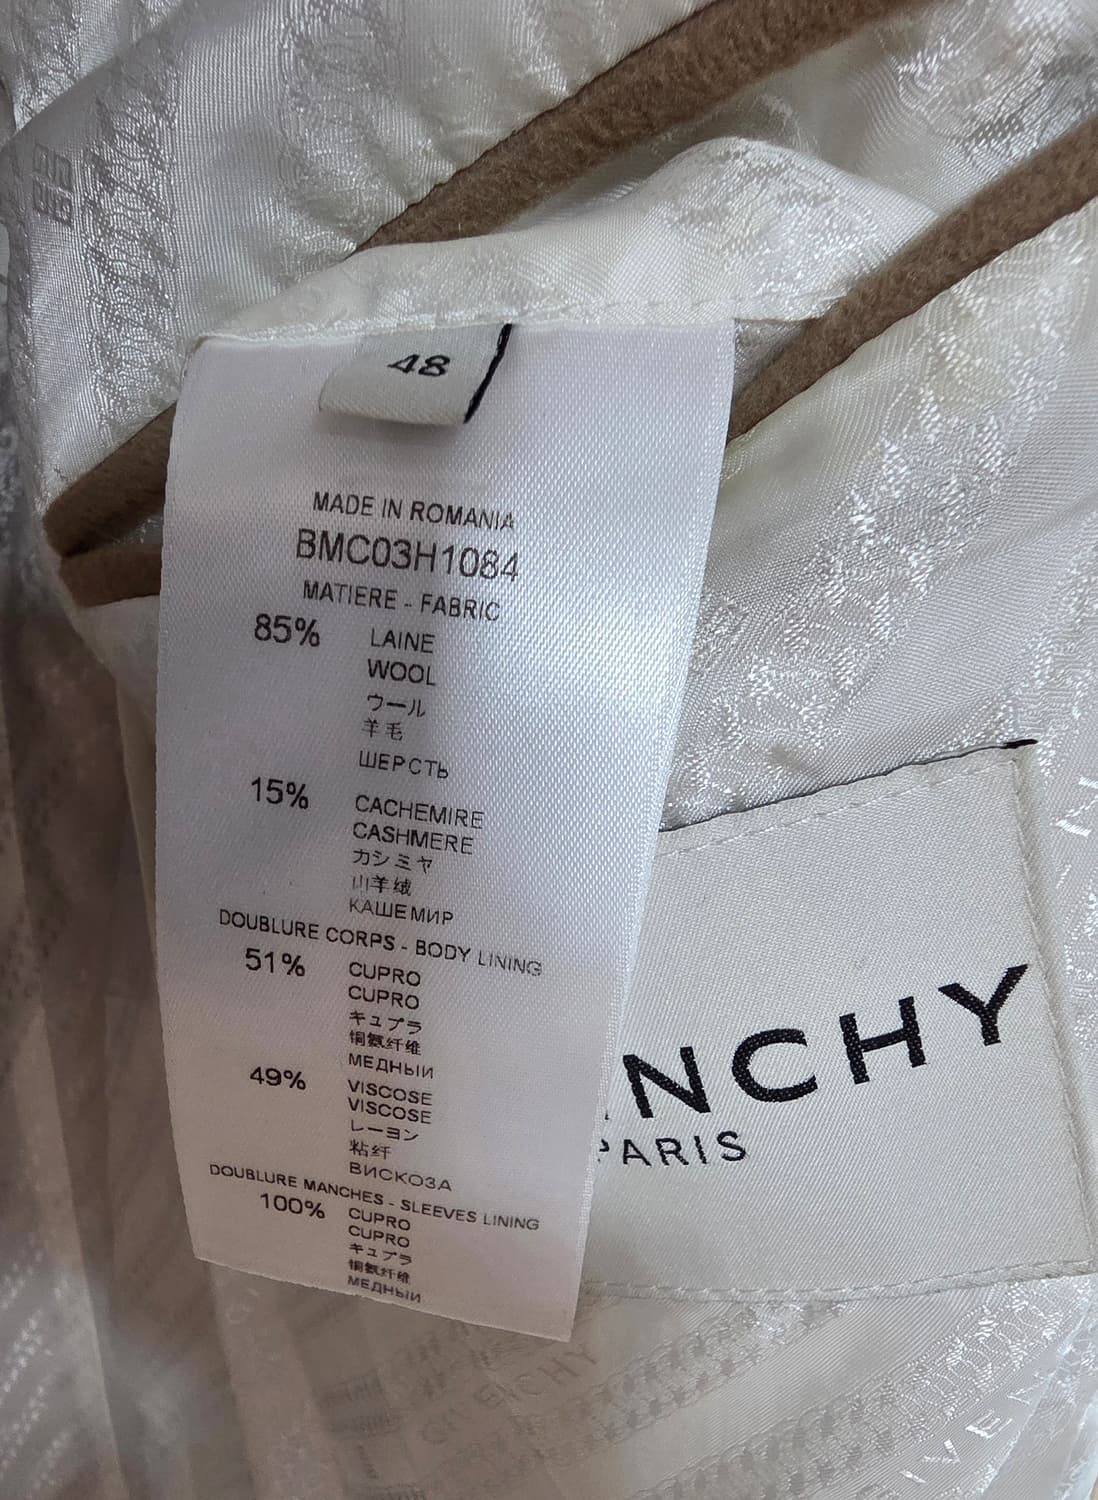 48
MADE IN ROMANIA
BMC03H1084
MATIERE - FABRIC
85% LAINE
WOOL
ウール
羊毛
ШЕРСТЬ
15% CACHEMIRE
CASHMERE
カシミヤ
山羊绒
КАШЕМИР
DOUBLURE CORPS - BODY LINING
51% CUPRO
CUPRO
キュプラ
铜氨纤维
МЕДНЫЙ
49% VISCOSE
VISCOSE
レーヨン
粘纤
ВИСКОЗА
DOUBLURE MANCHES - SLEEVES LINING
100% CUPRO
CUPRO
キュプラ
铜氨纤维
МЕДНЫЙ
NCHY
PARIS